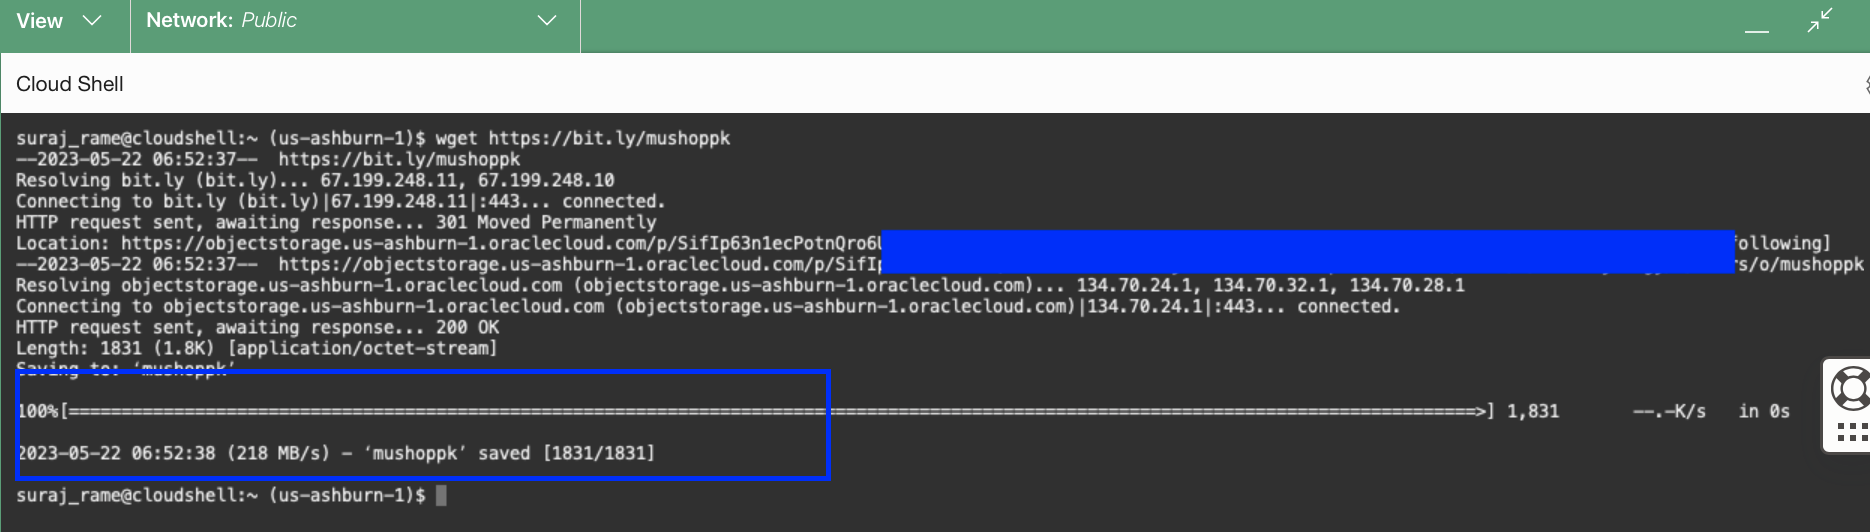 View
Network: Public
Cloud Shell
suraj_rame@cloudshell:~ (us-ashburn-1)$ wget https://bit.ly/mushoppk
--2023-05-22 06:52:37--  https://bit.ly/mushoppk
Resolving bit.ly (bit.ly)... 67.199.248.11, 67.199.248.10
Connecting to bit.ly (bit.ly)|67.199.248.11|:443... connected.
HTTP request sent, awaiting response... 301 Moved Permanently
Location: https://objectstorage.us-ashburn-1.oraclecloud.com/p/SifIp63n1ecPotnQro6U ollowing]
--2023-05-22 06:52:37--  https://objectstorage.us-ashburn-1.oraclecloud.com/p/SifIp rs/o/mushoppk
Resolving objectstorage.us-ashburn-1.oraclecloud.com (objectstorage.us-ashburn-1.oraclecloud.com)... 134.70.24.1, 134.70.32.1, 134.70.28.1
Connecting to objectstorage.us-ashburn-1.oraclecloud.com (objectstorage.us-ashburn-1.oraclecloud.com)|134.70.24.1|:443... connected.
HTTP request sent, awaiting response... 200 OK
Length: 1831 (1.8K) [application/octet-stream]
Saving to: ‘mushoppk’
100%[======================================================================================================================================>] 1,831       --.-K/s   in 0s
2023-05-22 06:52:38 (218 MB/s) - ‘mushoppk’ saved [1831/1831]
suraj_rame@cloudshell:~ (us-ashburn-1)$